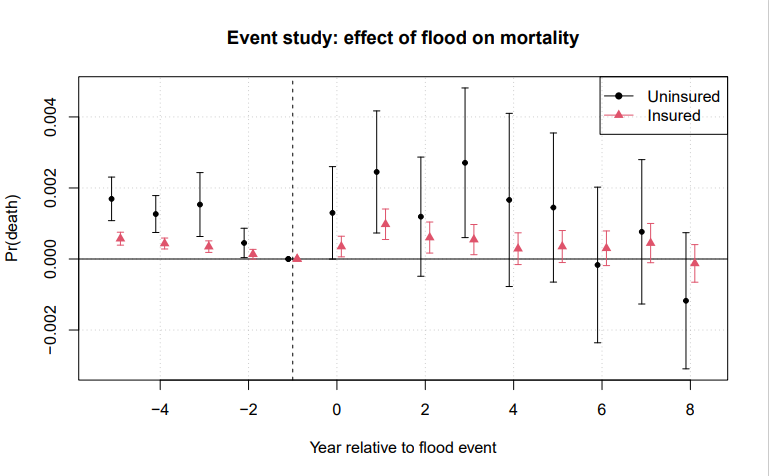 Event study: effect of flood on mortality
Uninsured
Insured
Pr(death)
0.004
0.002
0.000
−0.002
−4 −2 0 2 4 6 8
Year relative to flood event